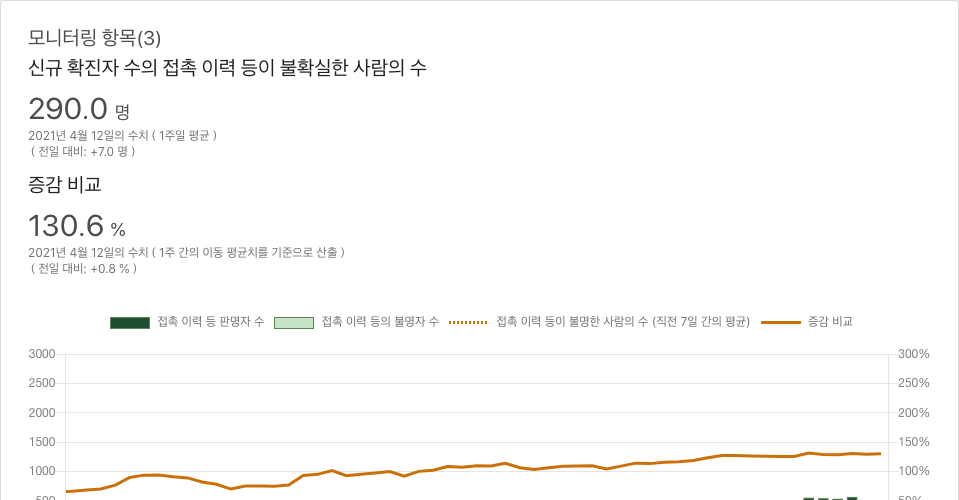 모니터링 항목(3)
신규 확진자 수의 접촉 이력 등이 불확실한 사람의 수
290.0 명
2021년 4월 12일의 수치 ( 1주일 평균 )
( 전일 대비: +7.0 명 )
증감 비교
130.6 %
2021년 4월 12일의 수치 ( 1주 간의 이동 평균치를 기준으로 산출 )
( 전일 대비: +0.8 % )
접촉 이력 등 판명자 수 접촉 이력 등의 불명자 수 접촉 이력 등이 불명한 사람의 수 (직전 7일 간의 평균) 증감 비교
3000 300%
2500 250%
2000 200%
1500 150%
1000 100%
500 50%